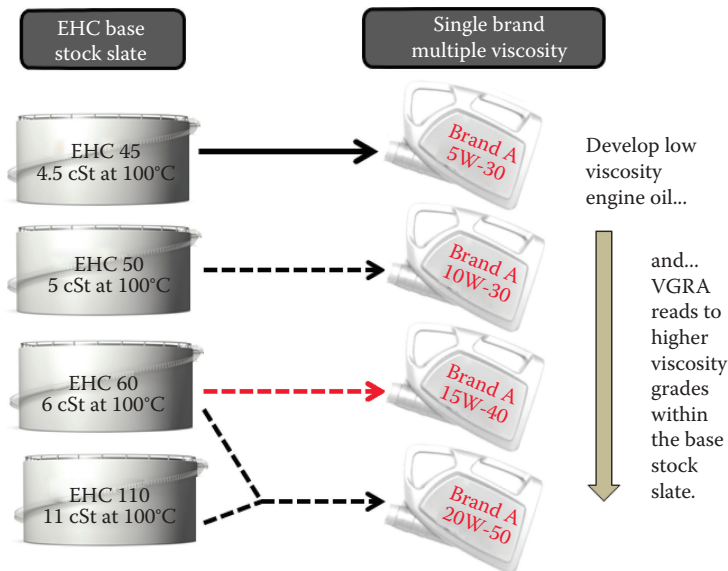 EHC base
stock slate
Single brand
multiple viscosity
EHC 45
4.5 cSt at 100°C
Brand A
5W-30
Develop low
viscosity
engine oil...
EHC 50
5 cSt at 100°C
Brand A
10W-30
and...
VGRA
reads to
higher
viscosity
grades
within
the base
stock
slate.
EHC 60
6 cSt at 100°C
Brand A
15W-40
EHC 110
11 cSt at 100°C
Brand A
20W-50